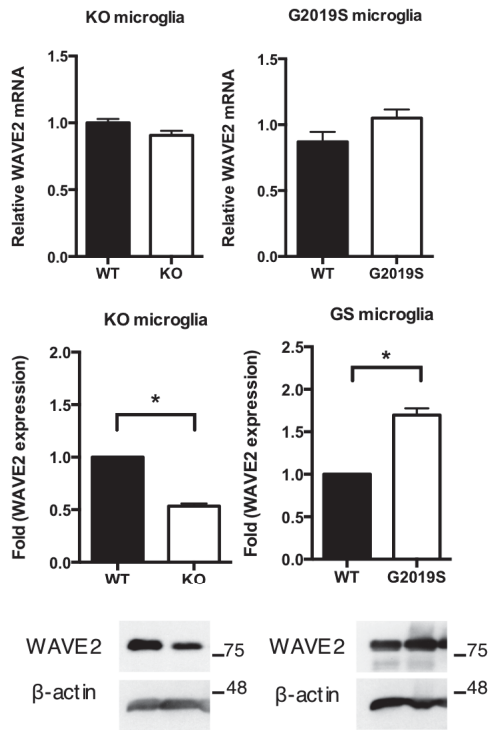 KO microglia
Relative WAVE2 mRNA
1.5
1.0
0.5
0.0
WT
KO
G2019S microglia
Relative WAVE2 mRNA
1.5
1.0
0.5
0.0
WT
G2019S
KO microglia
Fold (WAVE2 expression)
2.0
1.5
1.0
0.5
0.0
*
WT
KO
GS microglia
Fold (WAVE2 expression)
2.5
2.0
1.5
1.0
0.5
0.0
*
WT
G2019S
WAVE2
75
β-actin
48
WAVE2
75
β-actin
48